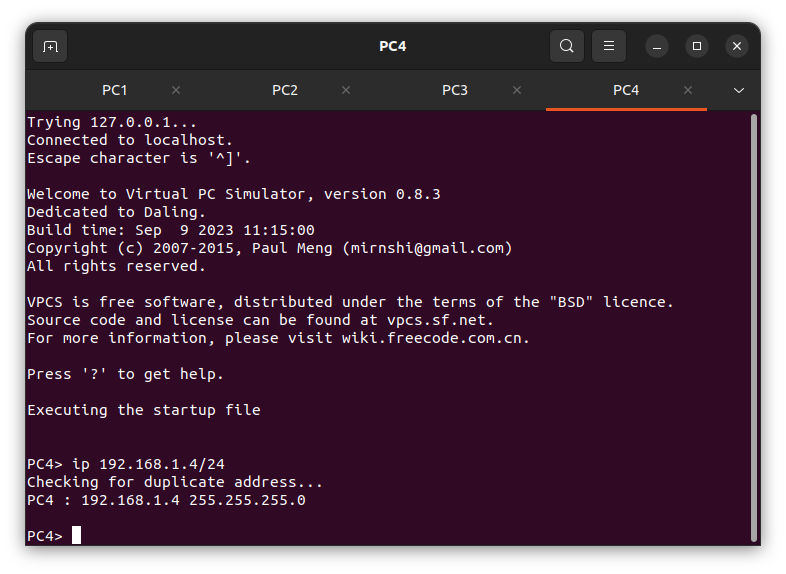 PC4
PC1 PC2 PC3 PC4
Trying 127.0.0.1...
Connected to localhost.
Escape character is '^]'.
Welcome to Virtual PC Simulator, version 0.8.3
Dedicated to Daling.
Build time: Sep  9 2023 11:15:00
Copyright (c) 2007-2015, Paul Meng (mirnshi@gmail.com)
All rights reserved.
VPCS is free software, distributed under the terms of the "BSD" licence.
Source code and license can be found at vpcs.sf.net.
For more information, please visit wiki.freecode.com.cn.
Press '?' to get help.
Executing the startup file
PC4> ip 192.168.1.4/24
Checking for duplicate address...
PC4 : 192.168.1.4 255.255.255.0
PC4>